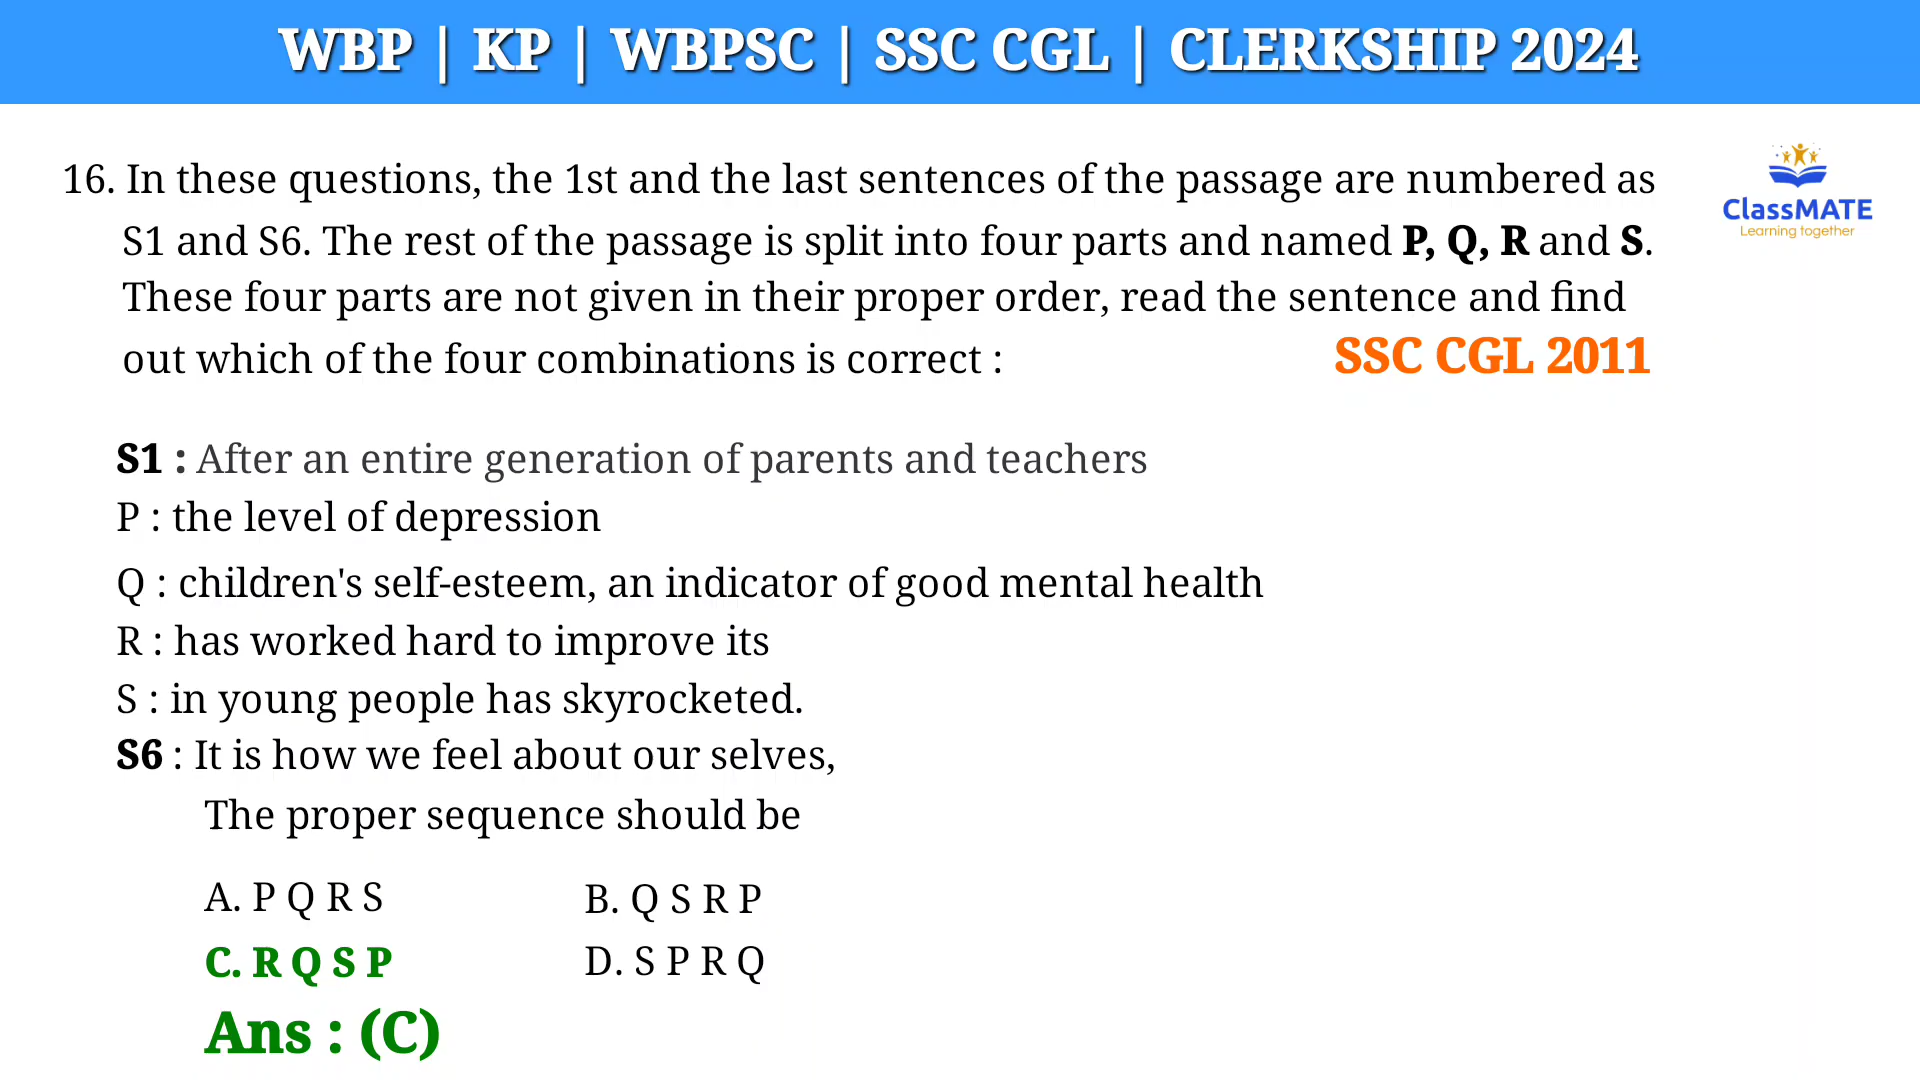 WBP | KP | WBPSC | SSC CGL | CLERKSHIP 2024
16. In these questions, the 1st and the last sentences of the passage are numbered as
S1 and S6. The rest of the passage is split into four parts and named P, Q, R and S.
These four parts are not given in their proper order, read the sentence and find
out which of the four combinations is correct :
SSC CGL 2011
ClassMATE
Learning together
S1 : After an entire generation of parents and teachers
P : the level of depression
Q : children's self-esteem, an indicator of good mental health
R : has worked hard to improve its
S : in young people has skyrocketed.
S6 : It is how we feel about our selves,
The proper sequence should be
A. P Q R S
B. Q S R P
C. R Q S P
D. S P R Q
Ans : (C)